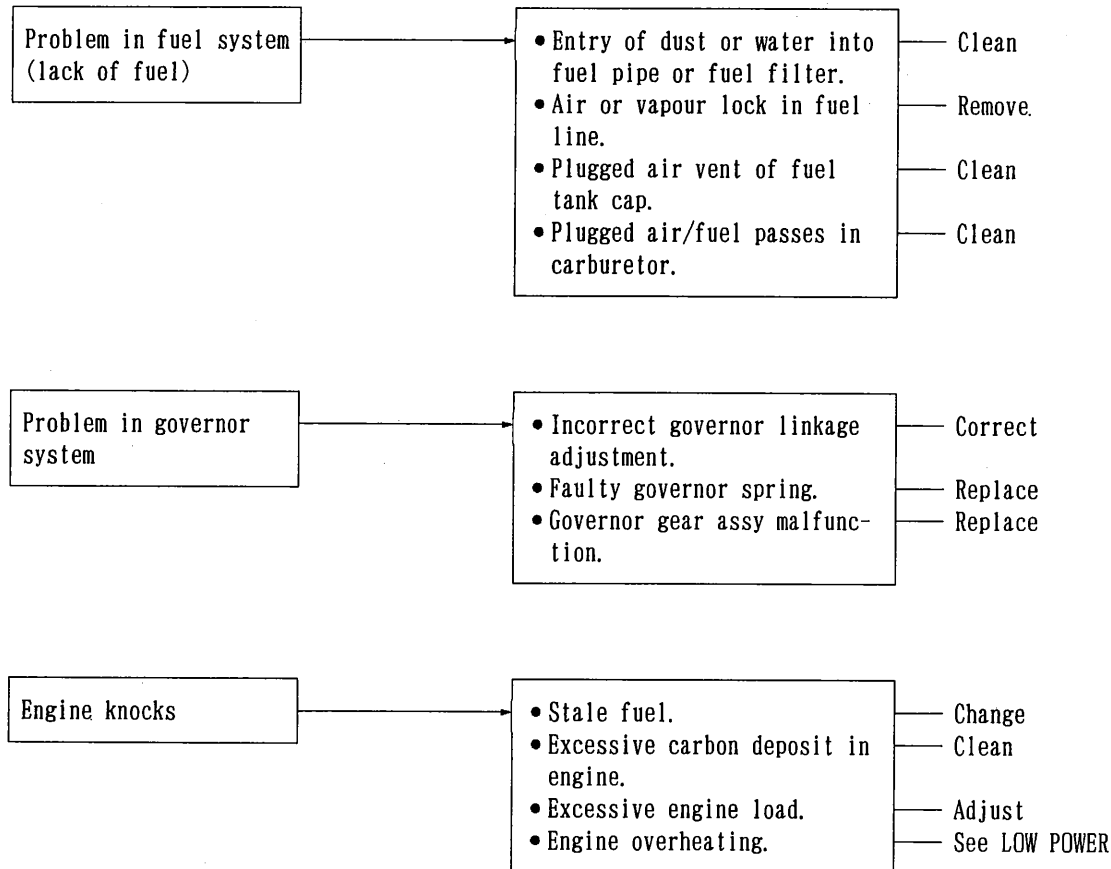 Problem in fuel system
(lack of fuel)
• Entry of dust or water into
fuel pipe or fuel filter.
Clean
• Air or vapour lock in fuel
line.
Remove.
• Plugged air vent of fuel
tank cap.
Clean
• Plugged air/fuel passes in
carburetor.
Clean
Problem in governor
system
• Incorrect governor linkage
adjustment.
Correct
• Faulty governor spring.
Replace
• Governor gear assy malfunc-
tion.
Replace
Engine knocks
• Stale fuel.
Change
• Excessive carbon deposit in
engine.
Clean
• Excessive engine load.
Adjust
• Engine overheating.
See LOW POWER